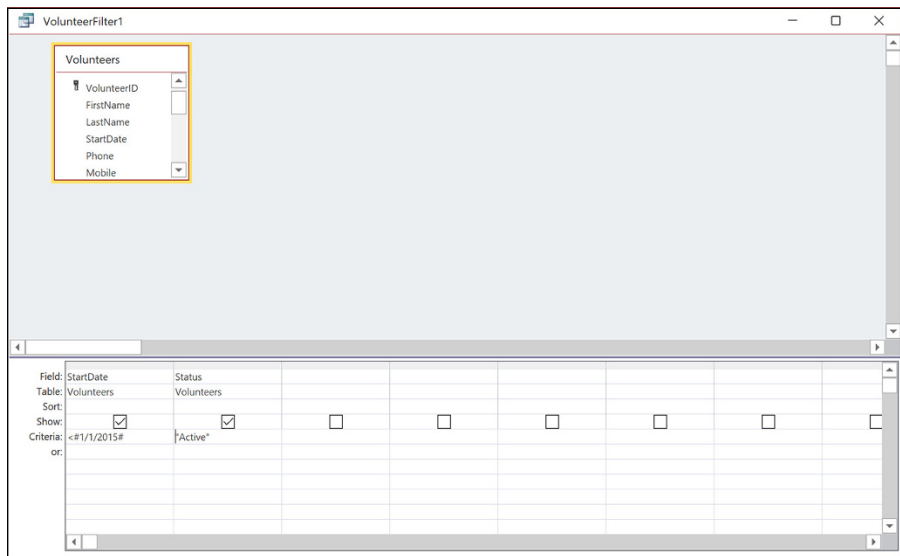 VolunteerFilter1
Volunteers
VolunteerID
FirstName
LastName
StartDate
Phone
Mobile
Field: StartDate Status
Table: Volunteers Volunteers
Sort:
Show:
Criteria: <#1/1/2015# "Active"
or: